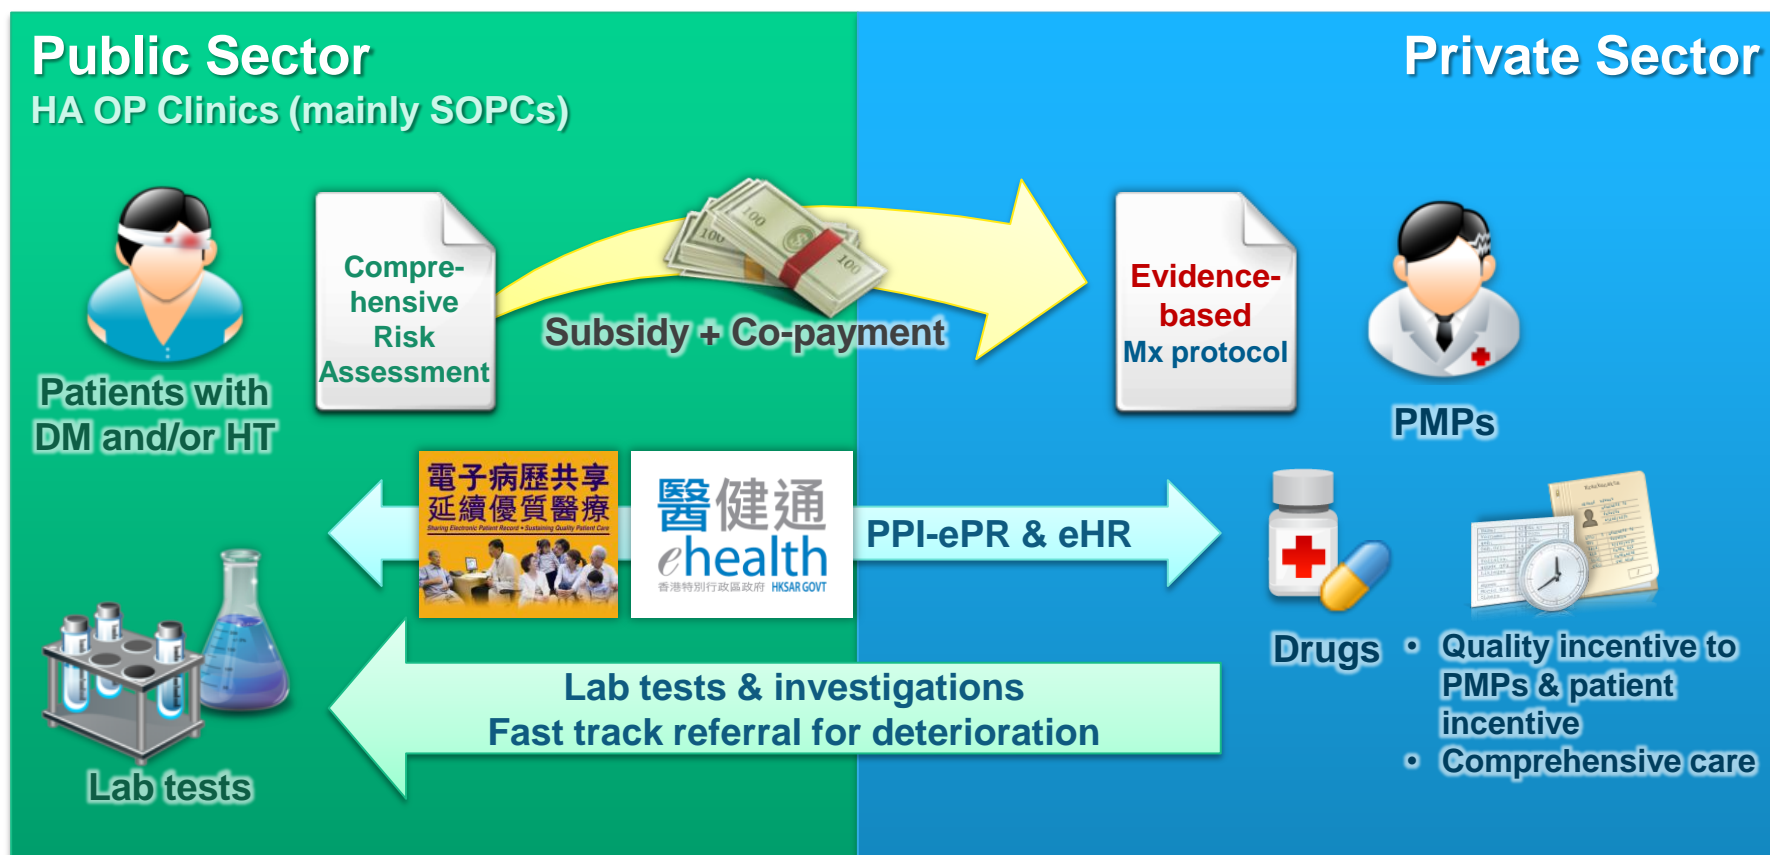 Public Sector
HA OP Clinics (mainly SOPCs)
Private Sector
Compre-
hensive
Risk
Assessment
100
100
100
Subsidy + Co-payment
Evidence-
based
Mx protocol
Patients with
DM and/or HT
PMPs
電子病歷共享
延續優質醫療
Sharing Electronic Patient Record • Sustaining Quality Patient Care
醫健通
ehealth
香港特別行政區政府 HKSAR GOVT
PPI-ePR & eHR
Drugs
• Quality incentive to
PMPs & patient
incentive
• Comprehensive care
Lab tests & investigations
Fast track referral for deterioration
Lab tests